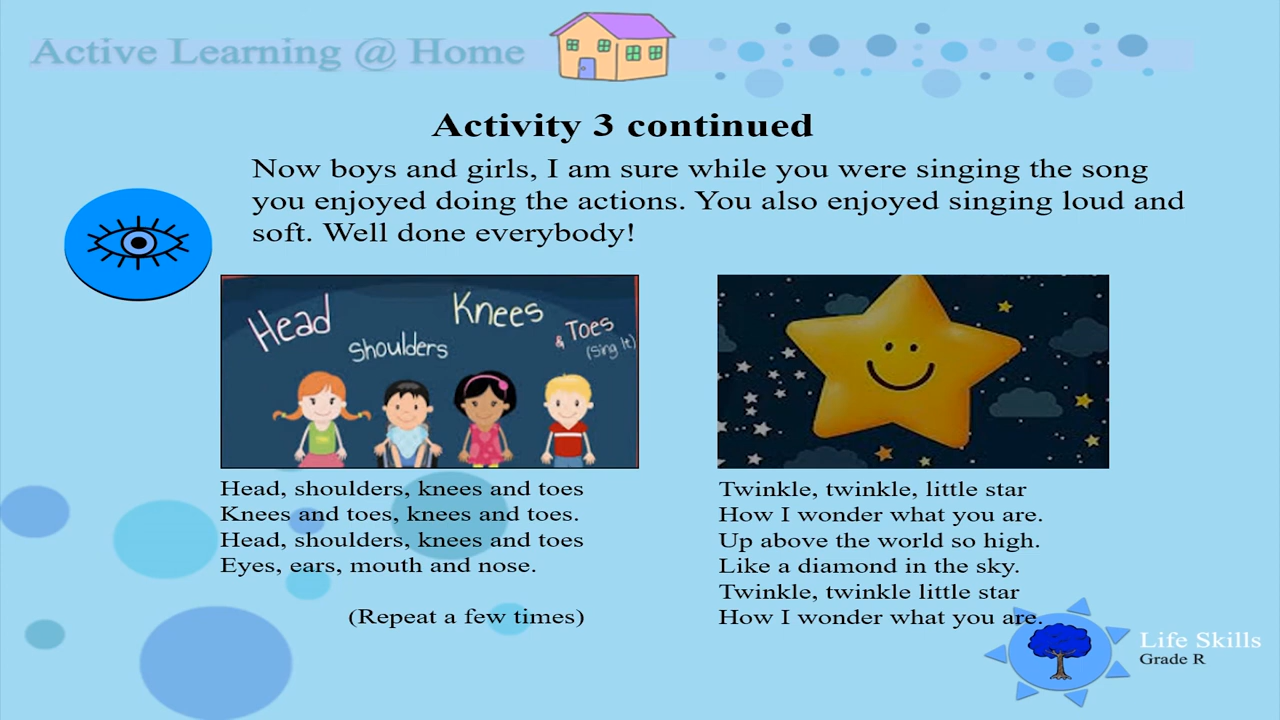 Active Learning @ Home
Activity 3 continued
Now boys and girls, I am sure while you were singing the song
you enjoyed doing the actions. You also enjoyed singing loud and
soft. Well done everybody!
Head
Shoulders
Knees
& Toes
(Sing It)
Head, shoulders, knees and toes
Knees and toes, knees and toes.
Head, shoulders, knees and toes
Eyes, ears, mouth and nose.
(Repeat a few times)
Twinkle, twinkle, little star
How I wonder what you are.
Up above the world so high.
Like a diamond in the sky.
Twinkle, twinkle little star
How I wonder what you are.
Life Skills
Grade R